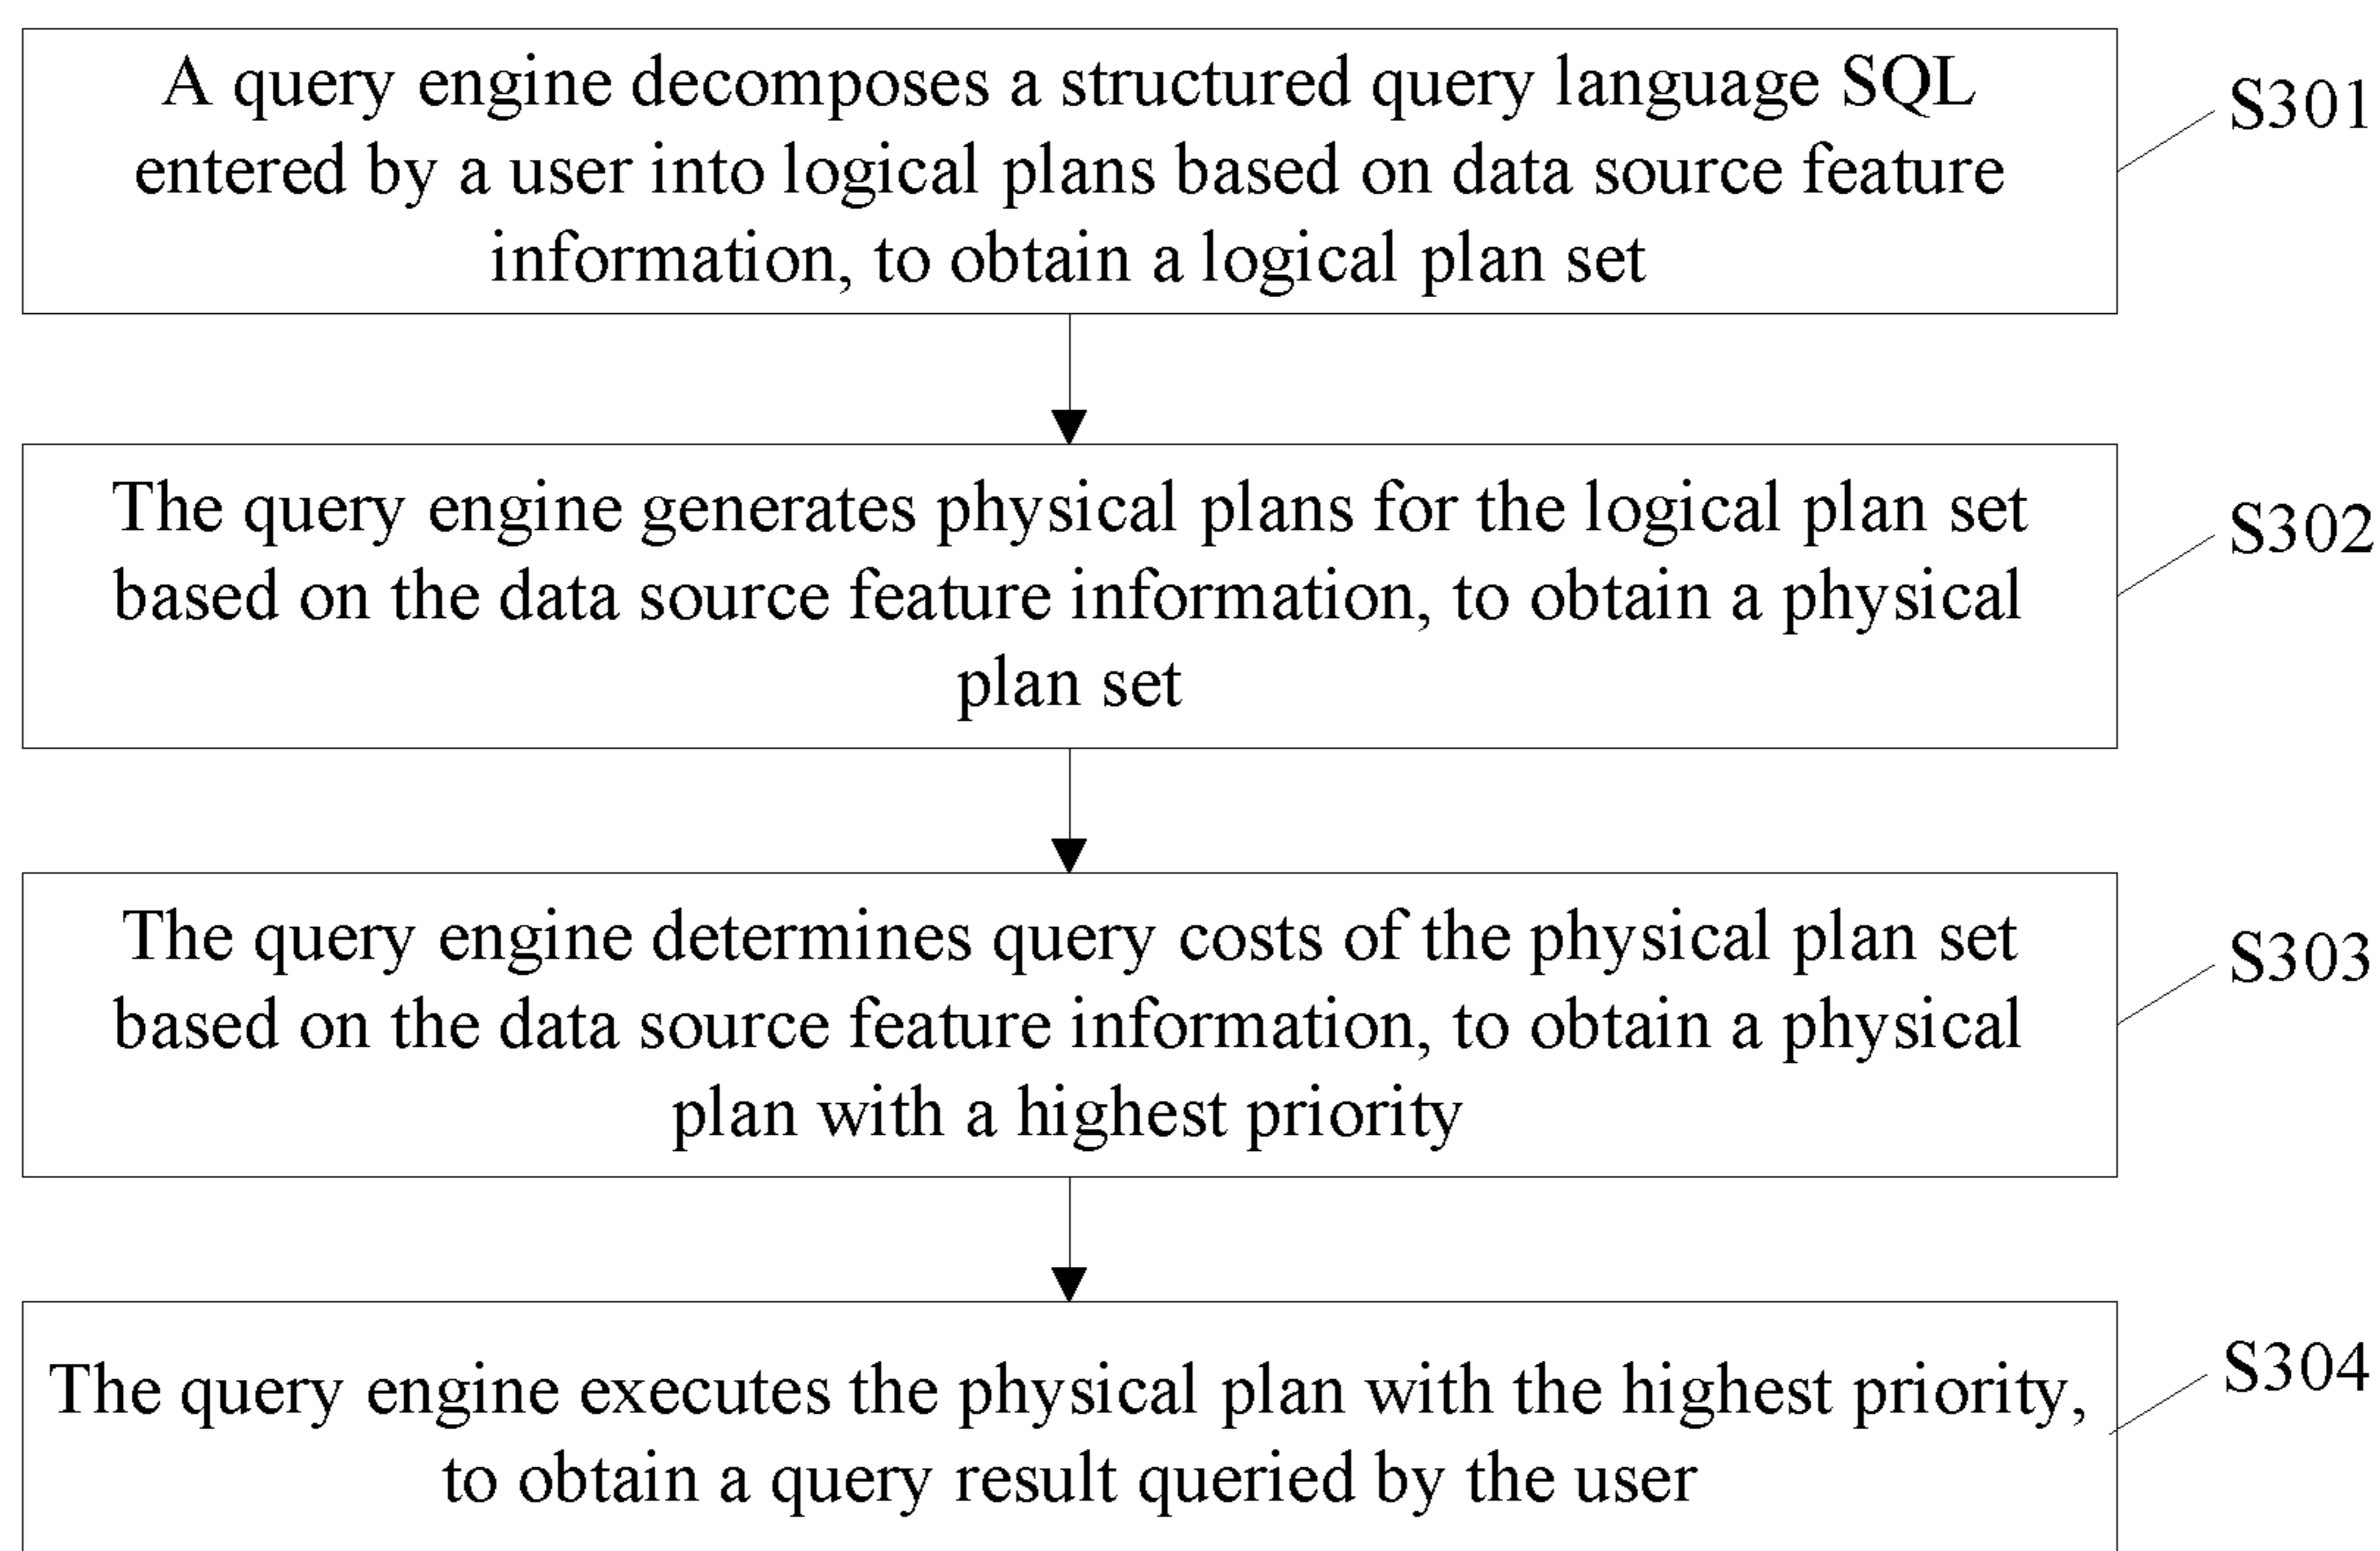 A query engine decomposes a structured query language SQL
entered by a user into logical plans based on data source feature
information, to obtain a logical plan set
S301
The query engine generates physical plans for the logical plan set
based on the data source feature information, to obtain a physical
plan set
S302
The query engine determines query costs of the physical plan set
based on the data source feature information, to obtain a physical
plan with a highest priority
S303
The query engine executes the physical plan with the highest priority,
to obtain a query result queried by the user
S304